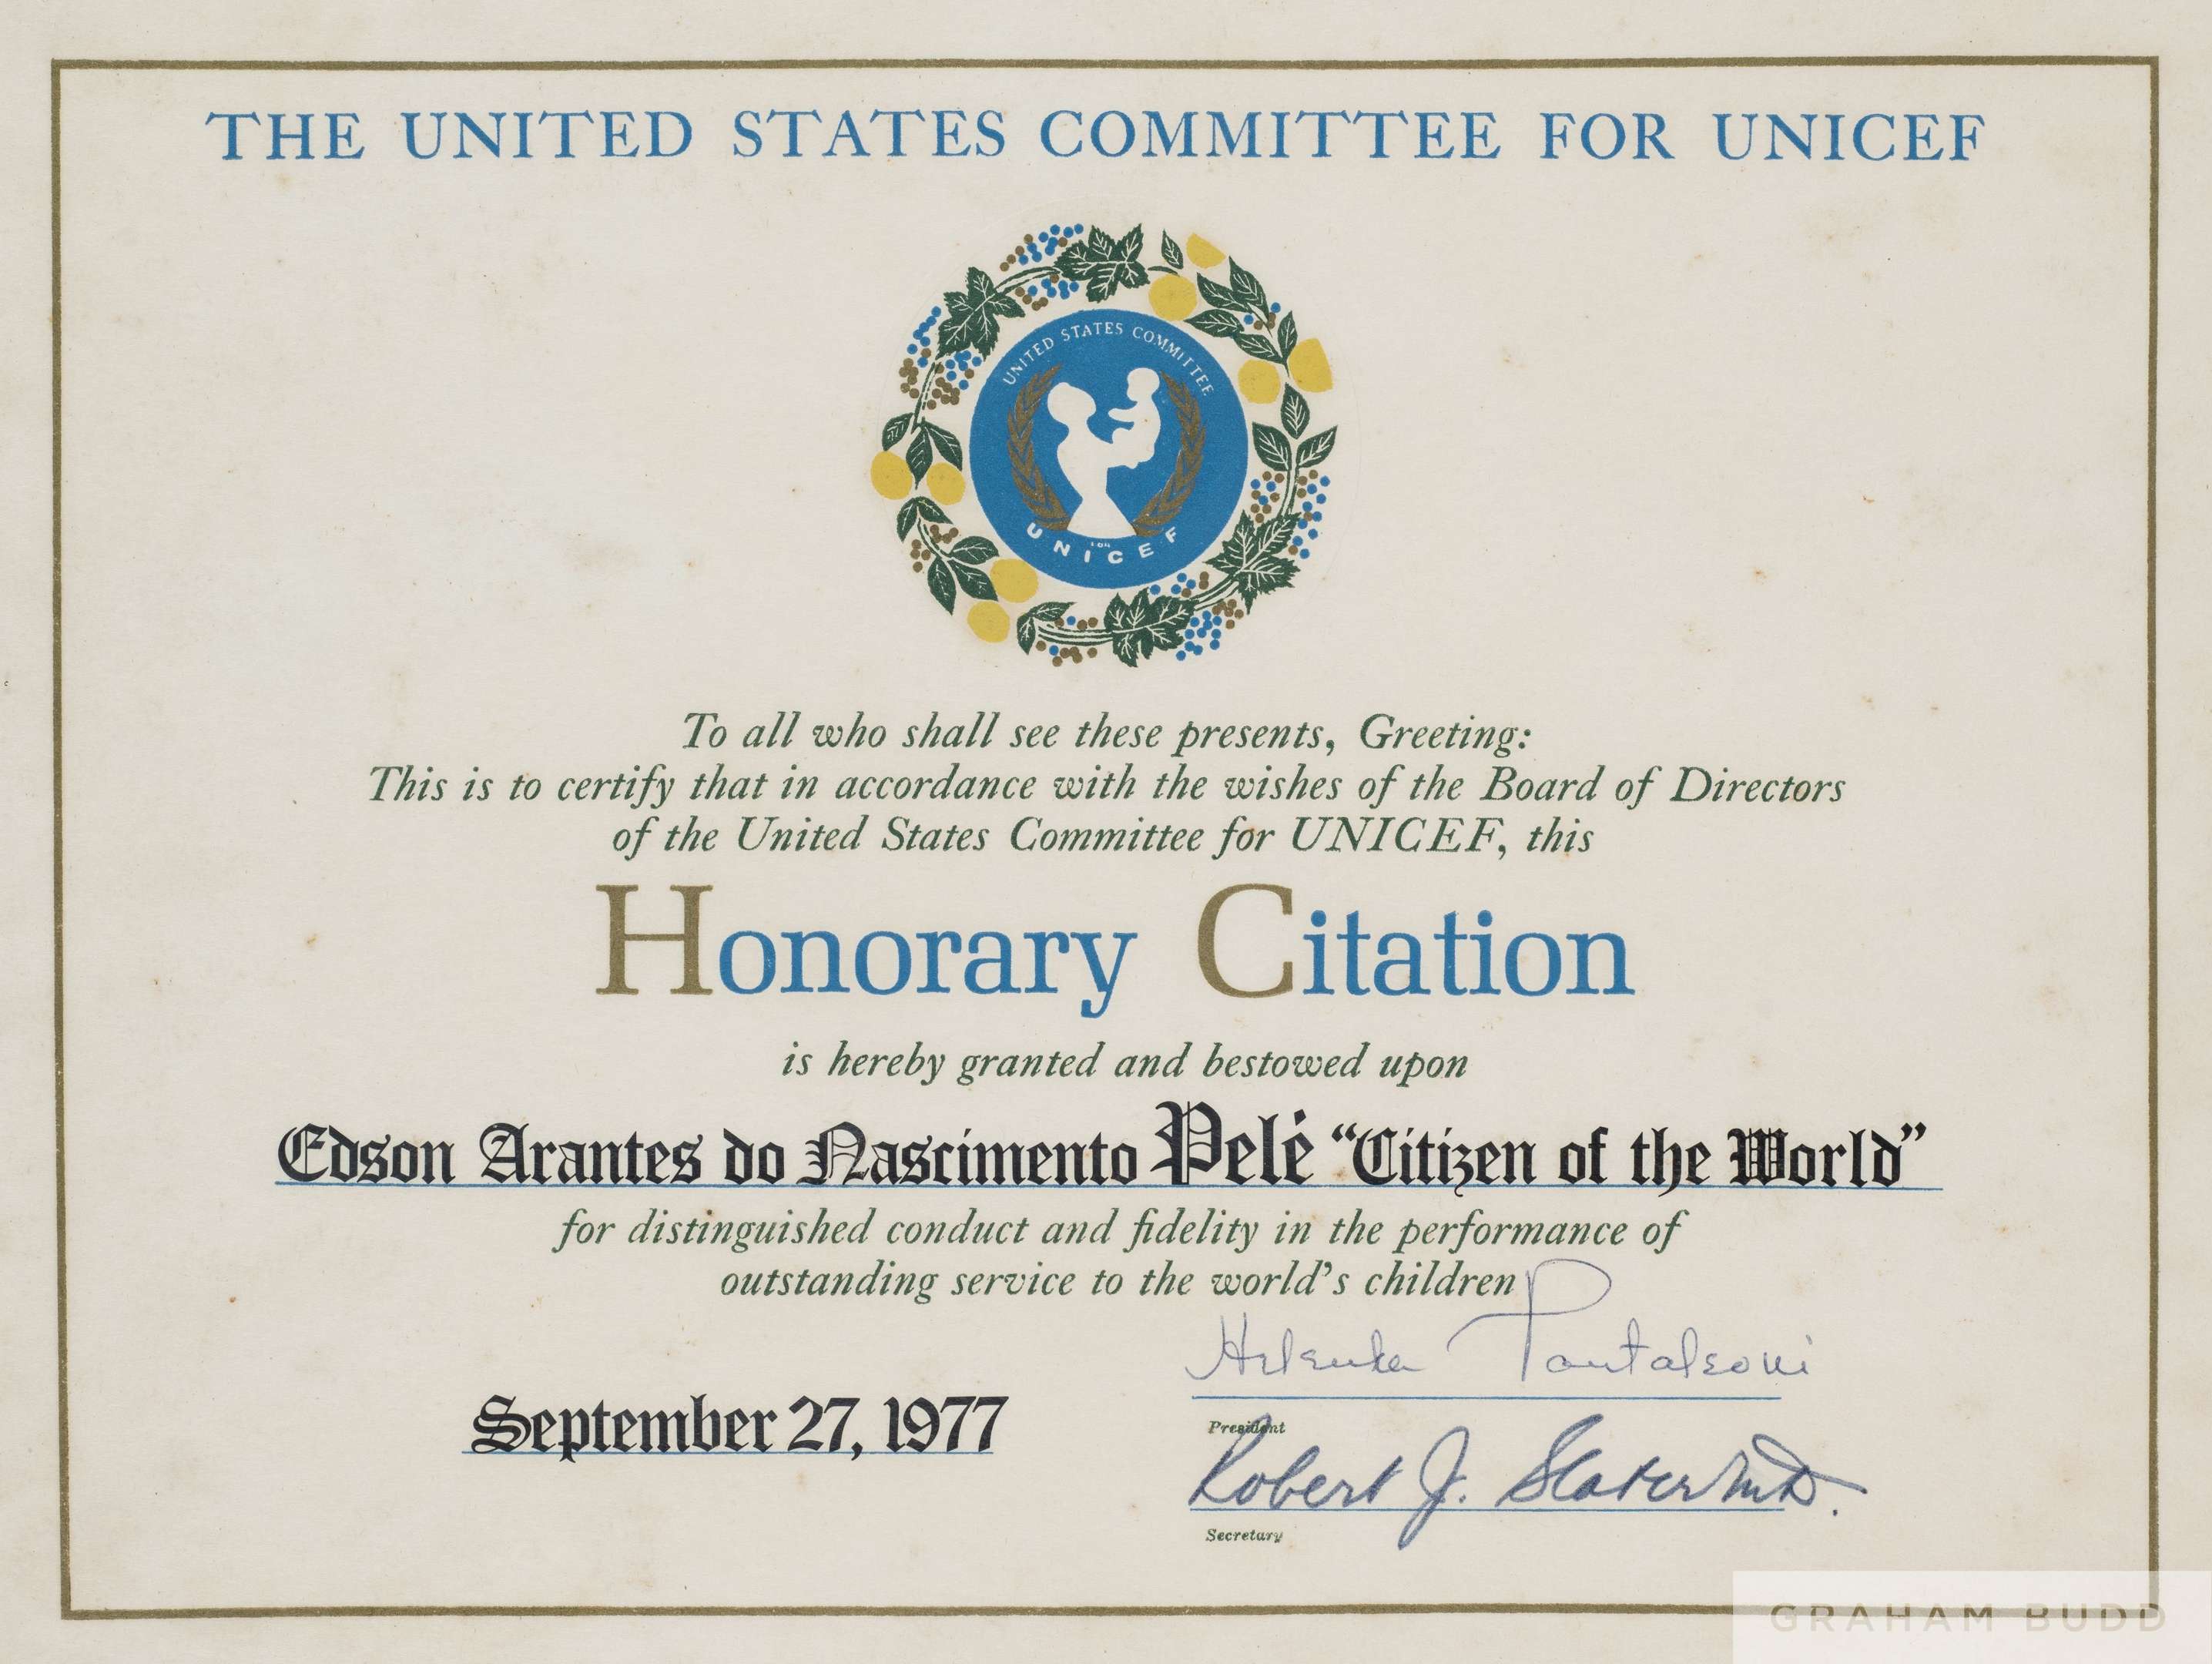 THE UNITED STATES COMMITTEE FOR UNICEF
UNITED STATES COMMITTEE
FOR
UNICEF
To all who shall see these presents, Greeting:
This is to certify that in accordance with the wishes of the Board of Directors
of the United States Committee for UNICEF, this
Honorary Citation
is hereby granted and bestowed upon
Edson Arantes do Nascimento Pelé “Citizen of the World”
for distinguished conduct and fidelity in the performance of
outstanding service to the world's children
Helenka Pantaleoni
September 27, 1977
President
Robert J. Slater M.D.
Secretary
GRAHAM BUDD